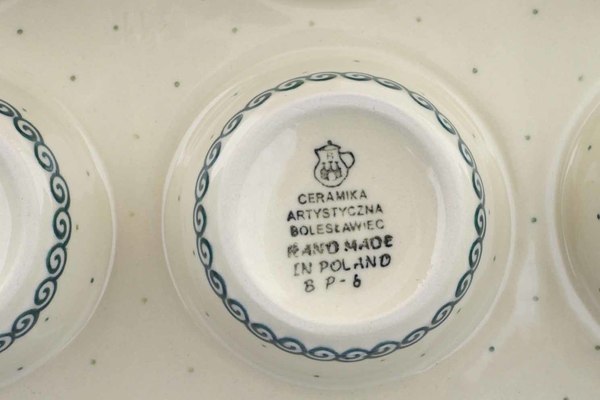 B
CERAMIKA
ARTYSTYCZNA
BOLESŁAWIEC
HAND MADE
IN POLAND
B P-6